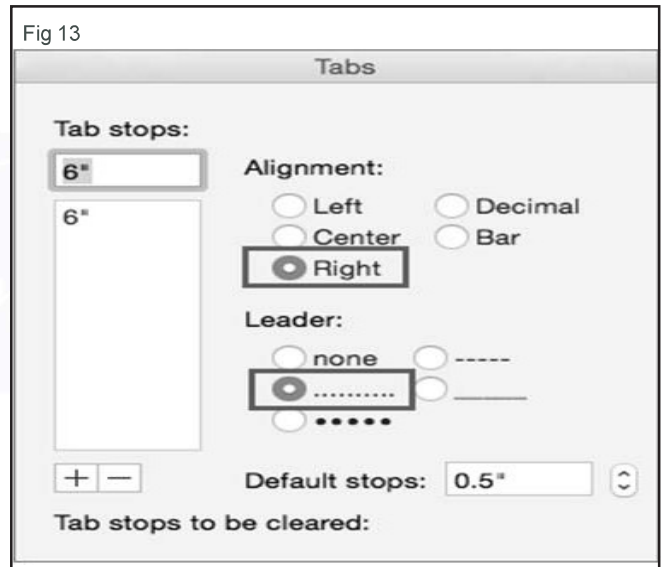 Fig 13
Tabs
Tab stops:
6"
6"
Alignment:
Left Decimal
Center Bar
Right
Leader:
none -----
.......... _____
•••••
+ −
Default stops: 0.5"
Tab stops to be cleared: